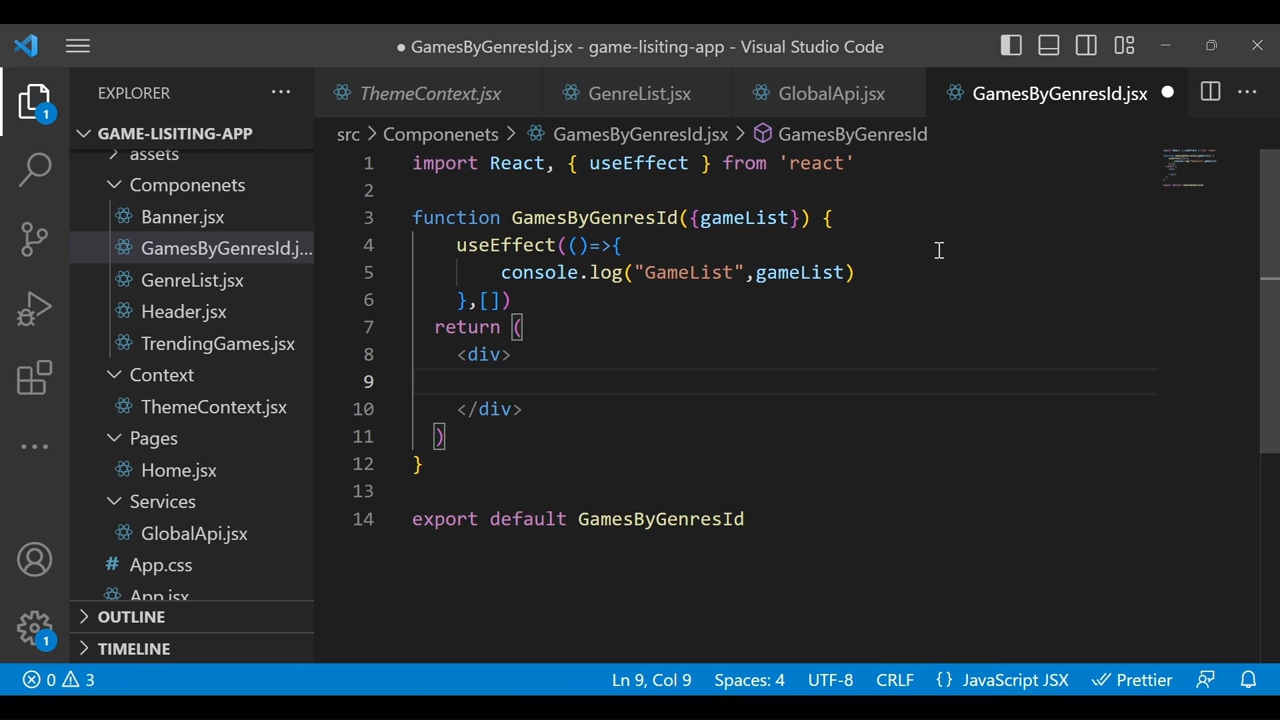 ● GamesByGenresId.jsx - game-lisiting-app - Visual Studio Code
EXPLORER
ThemeContext.jsx
GenreList.jsx
GlobalApi.jsx
GamesByGenresId.jsx
1
GAME-LISITING-APP
src > Componenets > GamesByGenresId.jsx > GamesByGenresId
assets
Componenets
Banner.jsx
GamesByGenresId.j...
GenreList.jsx
Header.jsx
TrendingGames.jsx
Context
ThemeContext.jsx
Pages
Home.jsx
Services
GlobalApi.jsx
# App.css
App.jsx
OUTLINE
TIMELINE
1
1 import React, { useEffect } from 'react'
2
3 function GamesByGenresId({gameList}) {
4 useEffect(()=>{
5 console.log("GameList",gameList)
6 },[])
7 return (
8 <div>
9
10 </div>
11 )
12 }
13
14 export default GamesByGenresId
0 3 Ln 9, Col 9 Spaces: 4 UTF-8 CRLF {} JavaScript JSX Prettier